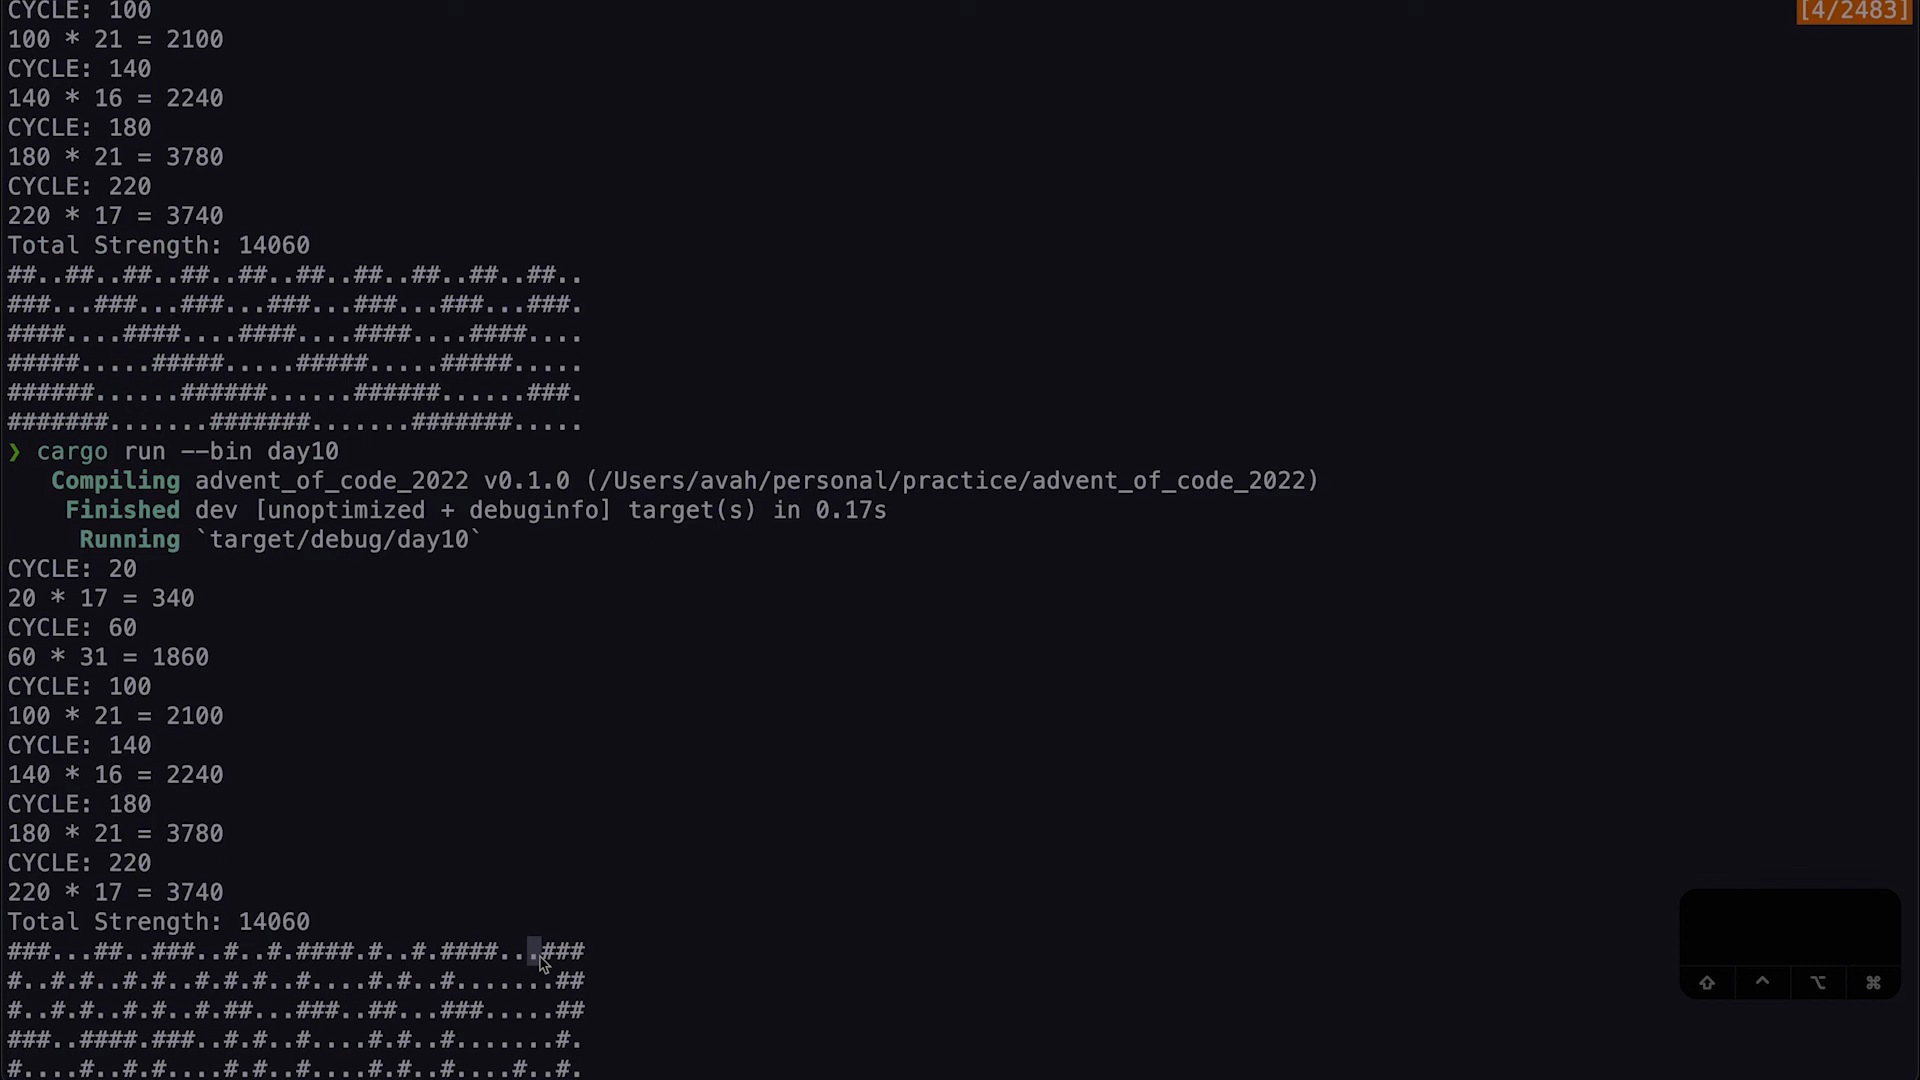 CYCLE: 100
[4/2483]
100 * 21 = 2100
CYCLE: 140
140 * 16 = 2240
CYCLE: 180
180 * 21 = 3780
CYCLE: 220
220 * 17 = 3740
Total Strength: 14060
##..##..##..##..##..##..##..##..##..##..
###...###...###...###...###...###...###.
####....####....####....####....####....
#####.....#####.....#####.....#####.....
######......######......######......###.
#######.......#######.......#######.....
❯ cargo run --bin day10
Compiling advent_of_code_2022 v0.1.0 (/Users/avah/personal/practice/advent_of_code_2022)
Finished dev [unoptimized + debuginfo] target(s) in 0.17s
Running `target/debug/day10`
CYCLE: 20
20 * 17 = 340
CYCLE: 60
60 * 31 = 1860
CYCLE: 100
100 * 21 = 2100
CYCLE: 140
140 * 16 = 2240
CYCLE: 180
180 * 21 = 3780
CYCLE: 220
220 * 17 = 3740
Total Strength: 14060
###...##..###..#..#.####.#..#.####...###
#..#.#..#.#..#.#.#..#....#.#..#.......##
#..#.#..#.#..#.##...###..##...###.....##
###..####.###..#.#..#....#.#..#.......#.
#....#..#.#....#.#..#....#.#..#....#..#.